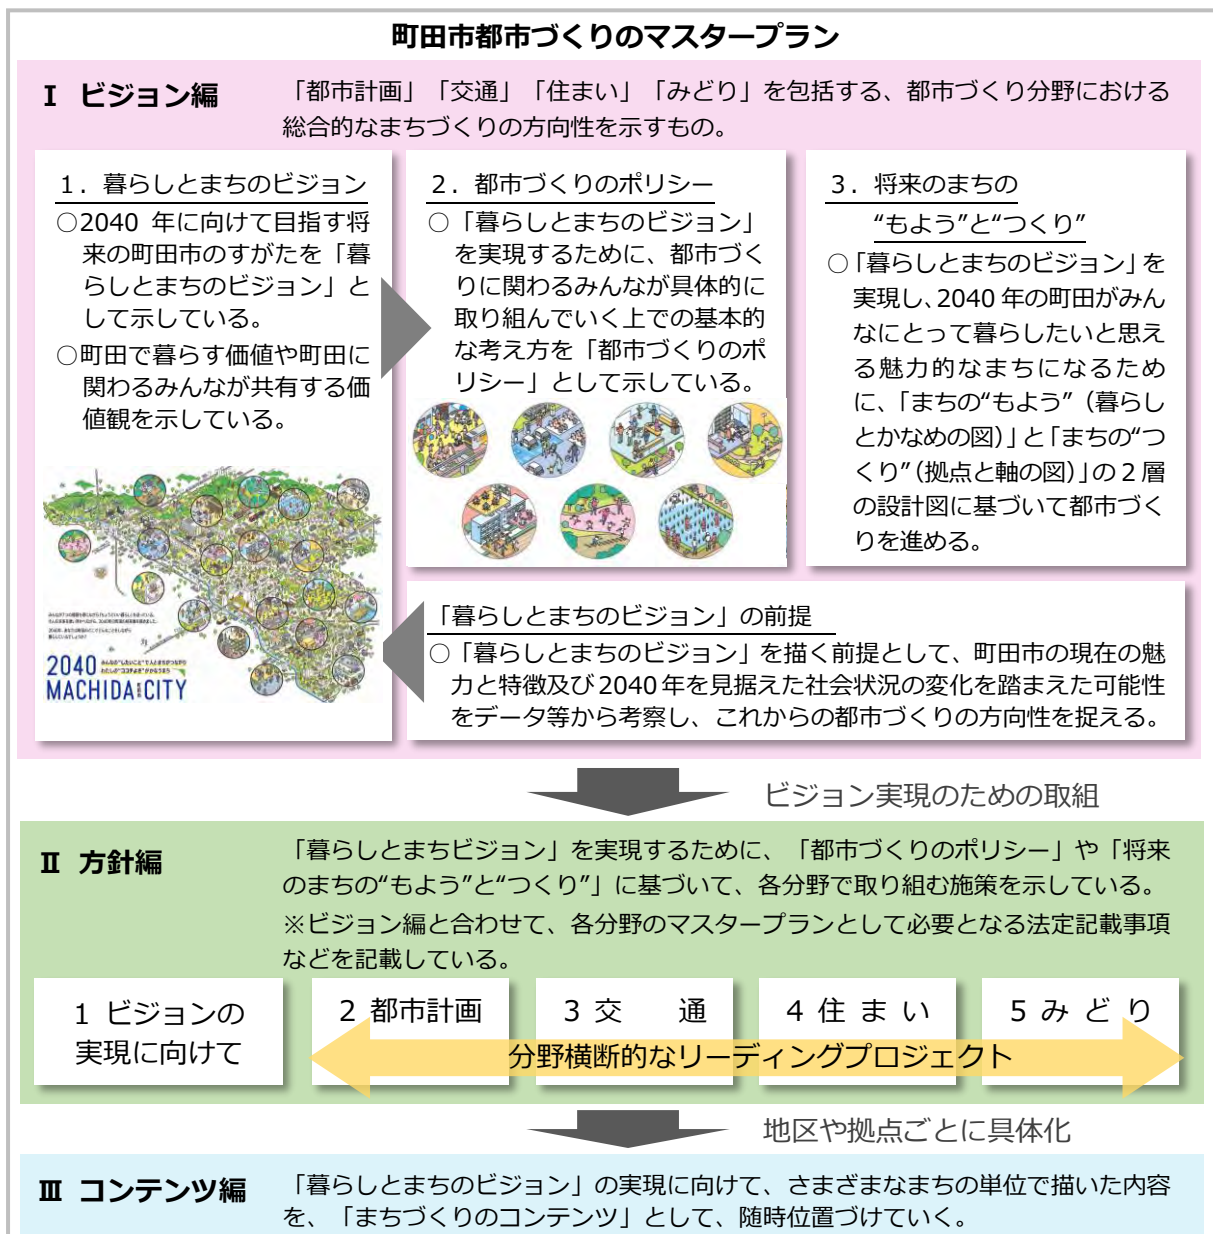 町田市都市づくりのマスタープラン
Ⅰ ビジョン編
「都市計画」「交通」「住まい」「みどり」を包括する、都市づくり分野における
総合的なまちづくりの方向性を示すもの。
１．暮らしとまちのビジョン
○2040 年に向けて目指す将
来の町田市のすがたを「暮
らしとまちのビジョン」と
して示している。
○町田で暮らす価値や町田に
関わるみんなが共有する価
値観を示している。
2040
MACHIDA CITY
２．都市づくりのポリシー
○「暮らしとまちのビジョン」
を実現するために、都市づく
りに関わるみんなが具体的に
取り組んでいく上での基本的
な考え方を「都市づくりのポ
リシー」として示している。
３．将来のまちの
“もよう”と“つくり”
○「暮らしとまちのビジョン」を
実現し、2040 年の町田がみん
なにとって暮らしたいと思え
る魅力的なまちになるため
に、「まちの“もよう”（暮らし
とかなめの図）」と「まちの“つ
くり”（拠点と軸の図）」の２層
の設計図に基づいて都市づく
りを進める。
「暮らしとまちのビジョン」の前提
○「暮らしとまちのビジョン」を描く前提として、町田市の現在の魅
力と特徴及び 2040 年を見据えた社会状況の変化を踏まえた可能性
をデータ等から考察し、これからの都市づくりの方向性を捉える。
ビジョン実現のための取組
Ⅱ 方針編
「暮らしとまちビジョン」を実現するために、「都市づくりのポリシー」や「将来
のまちの“もよう”と“つくり”」に基づいて、各分野で取り組む施策を示している。
※ビジョン編と合わせて、各分野のマスタープランとして必要となる法定記載事項
などを記載している。
1 ビジョンの
実現に向けて
2 都市計画
3 交　通
4 住 ま い
5 み ど り
分野横断的なリーディングプロジェクト
地区や拠点ごとに具体化
Ⅲ コンテンツ編
「暮らしとまちのビジョン」の実現に向けて、さまざまなまちの単位で描いた内容
を、「まちづくりのコンテンツ」として、随時位置づけていく。